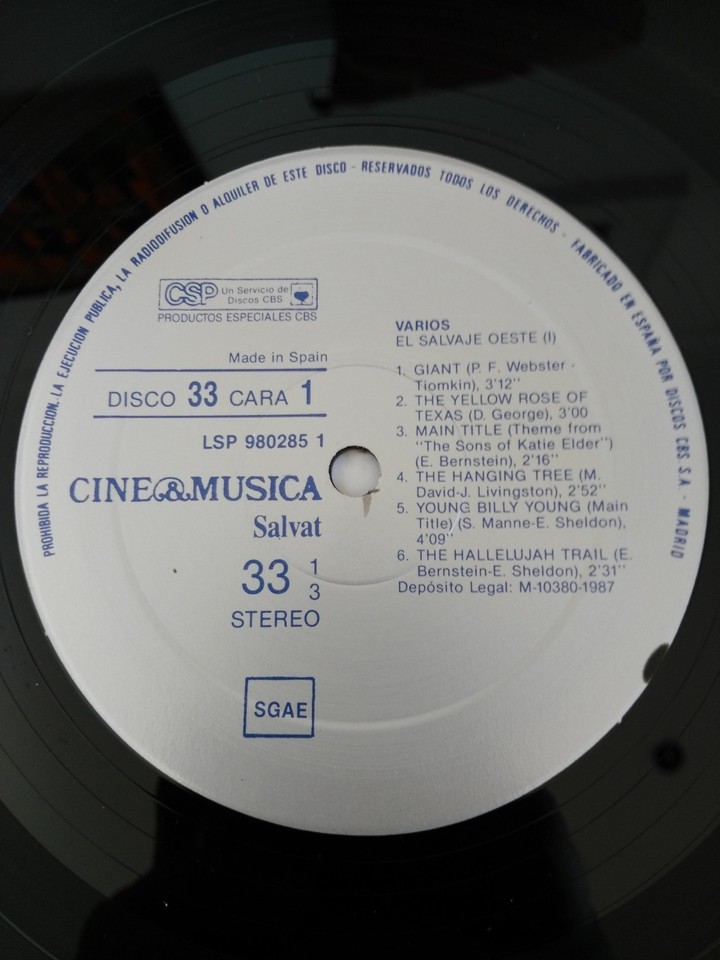 PROHIBIDA LA REPRODUCCION. LA EJECUCION PUBLICA, LA RADIODIFUSION O ALQUILER DE ESTE DISCO - RESERVADOS TODOS LOS DERECHOS - FABRICADO EN ESPAÑA POR DISCOS CBS S.A. - MADRID
CSP Un Servicio de
Discos CBS
PRODUCTOS ESPECIALES CBS
Made in Spain
DISCO 33 CARA 1
LSP 980285 1
CINE&MUSICA
Salvat
33 1/3
STEREO
SGAE
VARIOS
EL SALVAJE OESTE (I)
1. GIANT (P. F. Webster -
Tiomkin), 3'12''
2. THE YELLOW ROSE OF
TEXAS (D. George), 3'00
3. MAIN TITLE (Theme from
"The Sons of Katie Elder")
(E. Bernstein), 2'16''
4. THE HANGING TREE (M.
David-J. Livingston), 2'52''
5. YOUNG BILLY YOUNG (Main
Title) (S. Manne-E. Sheldon),
4'09''
6. THE HALLELUJAH TRAIL (E.
Bernstein-E. Sheldon), 2'31''
Depósito Legal: M-10380-1987